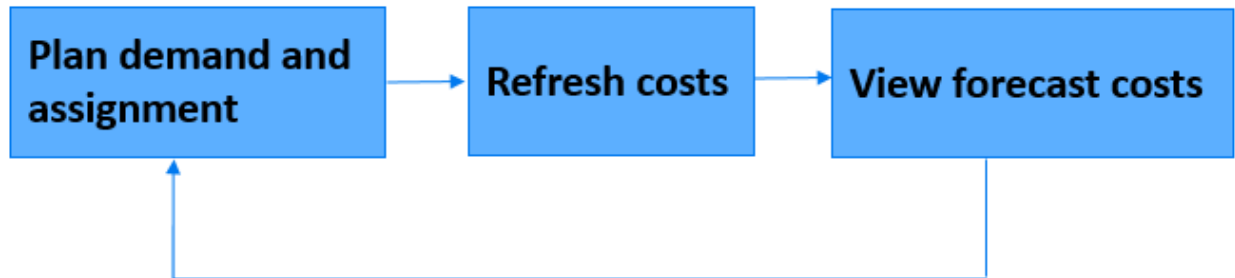 Plan demand and
assignment
Refresh costs
View forecast costs